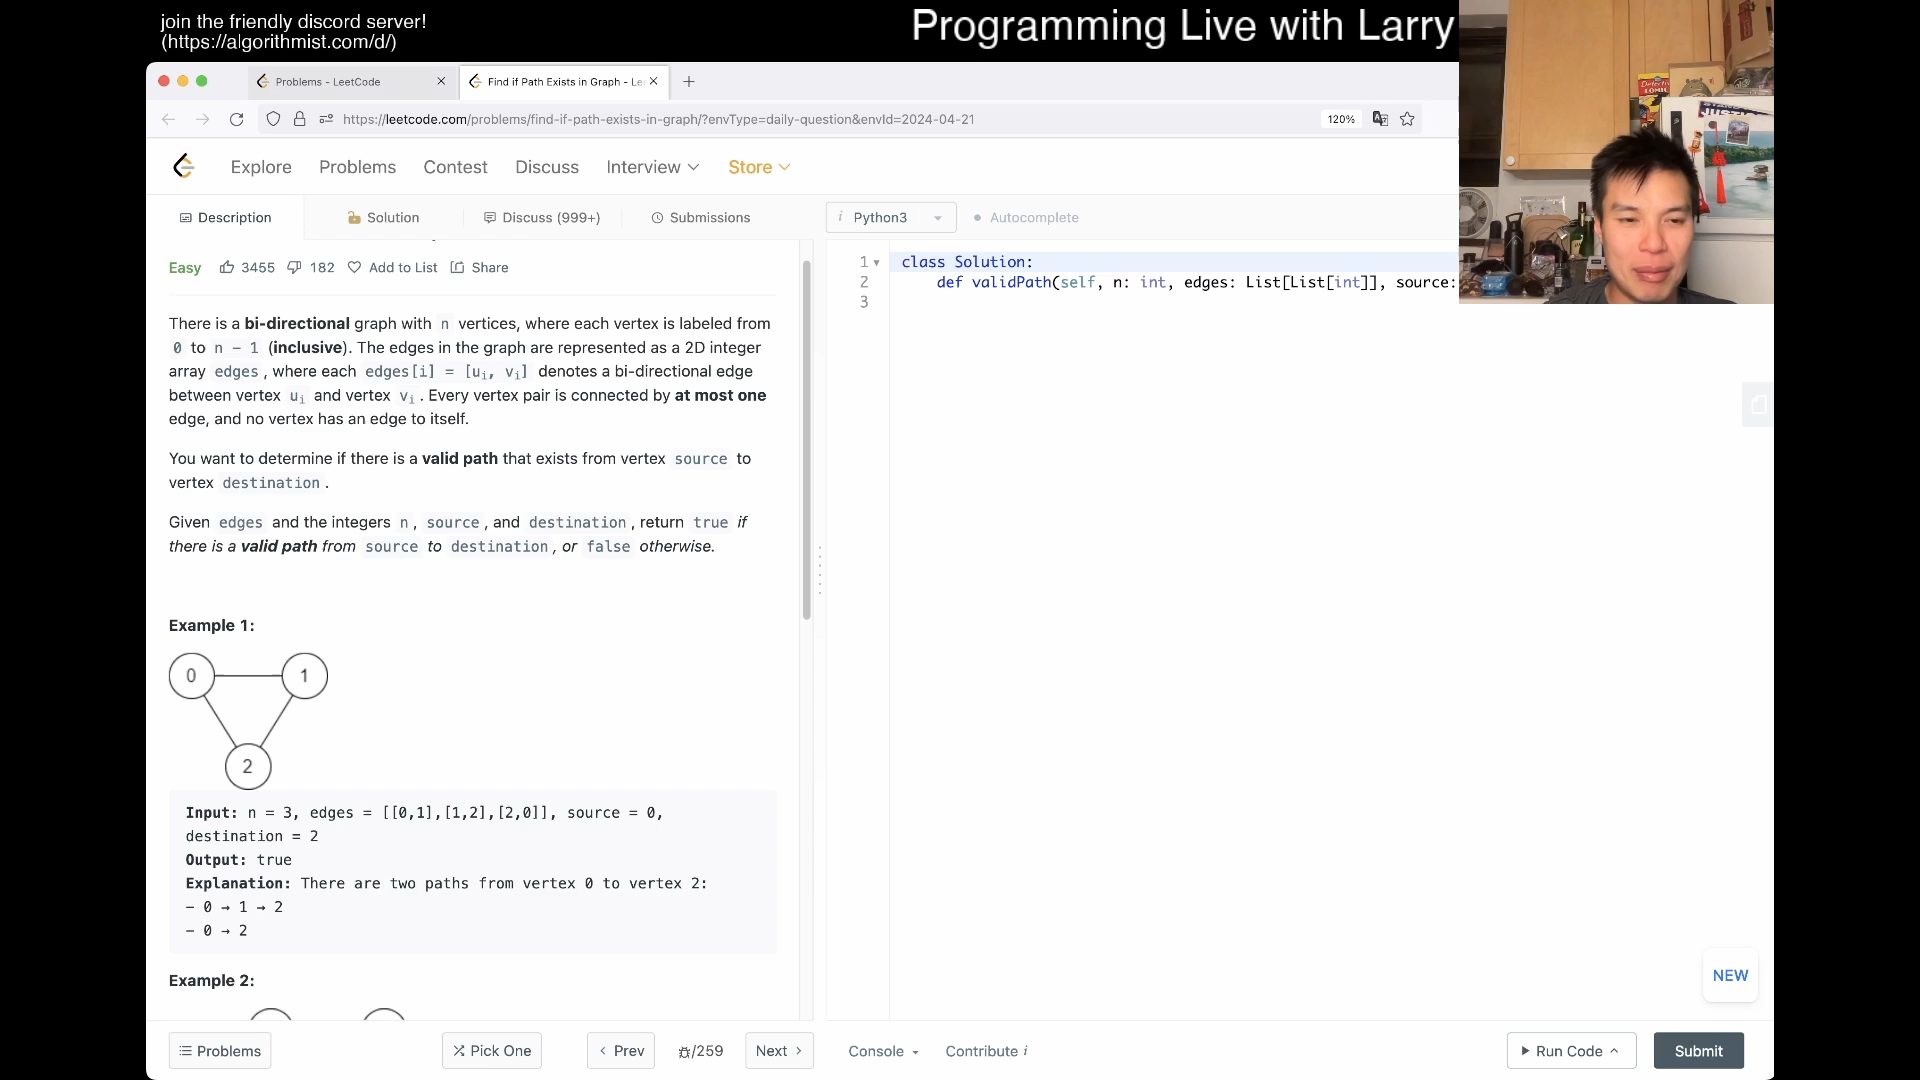 join the friendly discord server!
(https://algorithmist.com/d/)
Programming Live with Larry
Problems - LeetCode
Find if Path Exists in Graph - Le
https://leetcode.com/problems/find-if-path-exists-in-graph/?envType=daily-question&envId=2024-04-21
120%
Explore Problems Contest Discuss Interview Store
Description Solution Discuss (999+) Submissions
i Python3 Autocomplete
Easy 3455 182 Add to List Share
There is a bi-directional graph with n vertices, where each vertex is labeled from
0 to n - 1 (inclusive). The edges in the graph are represented as a 2D integer
array edges, where each edges[i] = [ui, vi] denotes a bi-directional edge
between vertex ui and vertex vi. Every vertex pair is connected by at most one
edge, and no vertex has an edge to itself.
You want to determine if there is a valid path that exists from vertex source to
vertex destination.
Given edges and the integers n, source, and destination, return true if
there is a valid path from source to destination, or false otherwise.
Example 1:
0 1
2
Input: n = 3, edges = [[0,1],[1,2],[2,0]], source = 0,
destination = 2
Output: true
Explanation: There are two paths from vertex 0 to vertex 2:
- 0 → 1 → 2
- 0 → 2
Example 2:
1 class Solution:
2 def validPath(self, n: int, edges: List[List[int]], source:
3
NEW
Problems Pick One Prev /259 Next Console Contribute i Run Code Submit